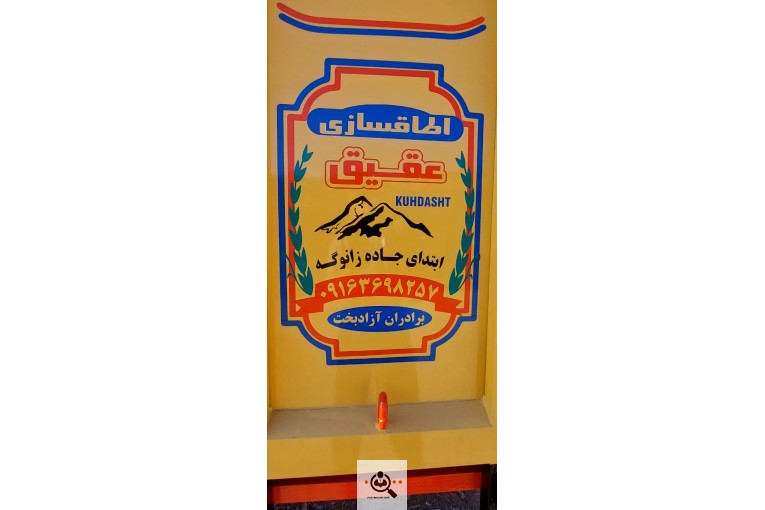 اطاقسازی
عقیق
KUHDASHT
ابتدای جاده زانوگه
۰۹۱۶۳۶۹۸۲۵۷
برادران آزادبخت